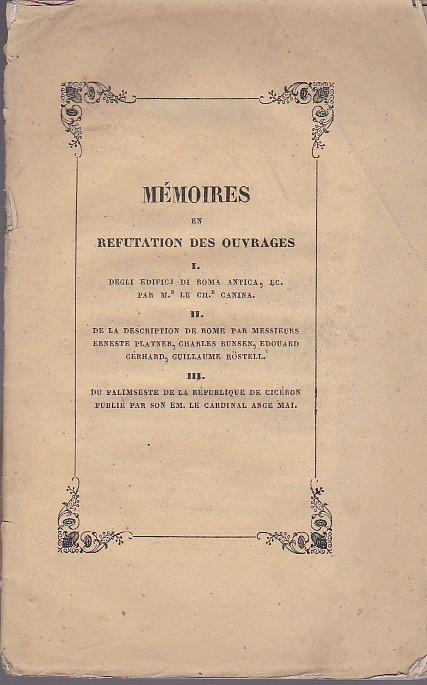 MÉMOIRES
EN
REFUTATION DES OUVRAGES
I.
DEGLI EDIFICJ DI ROMA ANTICA, EC.
PAR M.R LE CH.R CANINA.
II.
DE LA DESCRIPTION DE ROME PAR MESSIEURS
ERNESTE PLATNER, CHARLES BUNSEN, EDOUARD
GÉRHARD, GUILLAUME RÖSTELL.
III.
DU PALIMSESTE DE LA RÉPUBLIQUE DE CICÉRON
PUBLIÉ PAR SON EM. LE CARDINAL ANGE MAI.